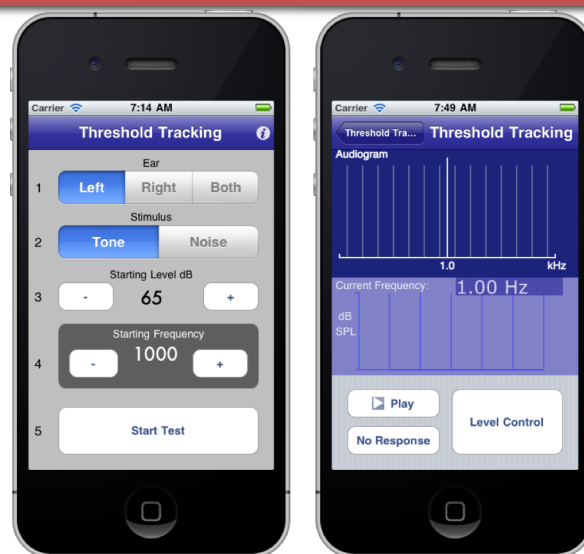 Carrier 7:14 AM
Threshold Tracking i
Ear
1 Left Right Both
Stimulus
2 Tone Noise
Starting Level dB
3 - 65 +
Starting Frequency
4 - 1000 +
5 Start Test
Carrier 7:49 AM
Threshold Tra... Threshold Tracking
Audiogram
1.0 kHz
Current Frequency: 1.00 Hz
dB
SPL
Play
No Response
Level Control